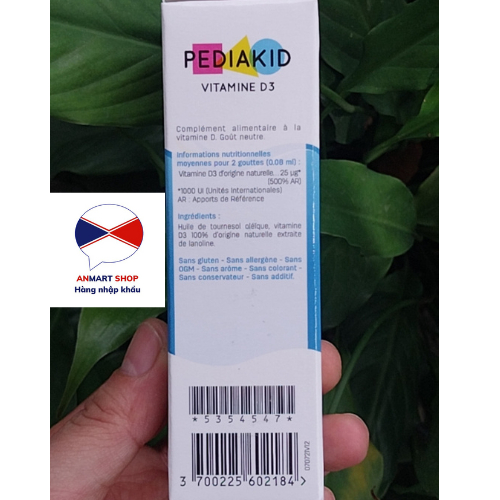 PEDIAKID
VITAMINE D3
Complément alimentaire à la
vitamine D. Goût neutre.
Informations nutritionnelles
moyennes pour 2 gouttes (0,08 ml) :
Vitamine D3 d'origine naturelle... 25 µg*
(500% AR)
*1000 UI (Unités Internationales)
AR : Apports de Référence
Ingrédients :
Huile de tournesol oléique, vitamine
D3 100% d'origine naturelle extraite
de lanoline.
Sans gluten - Sans allergène - Sans
OGM - Sans arôme - Sans colorant -
Sans conservateur - Sans additif.
ANMART SHOP
Hàng nhập khẩu
*5354547*
3 700225 602184 >